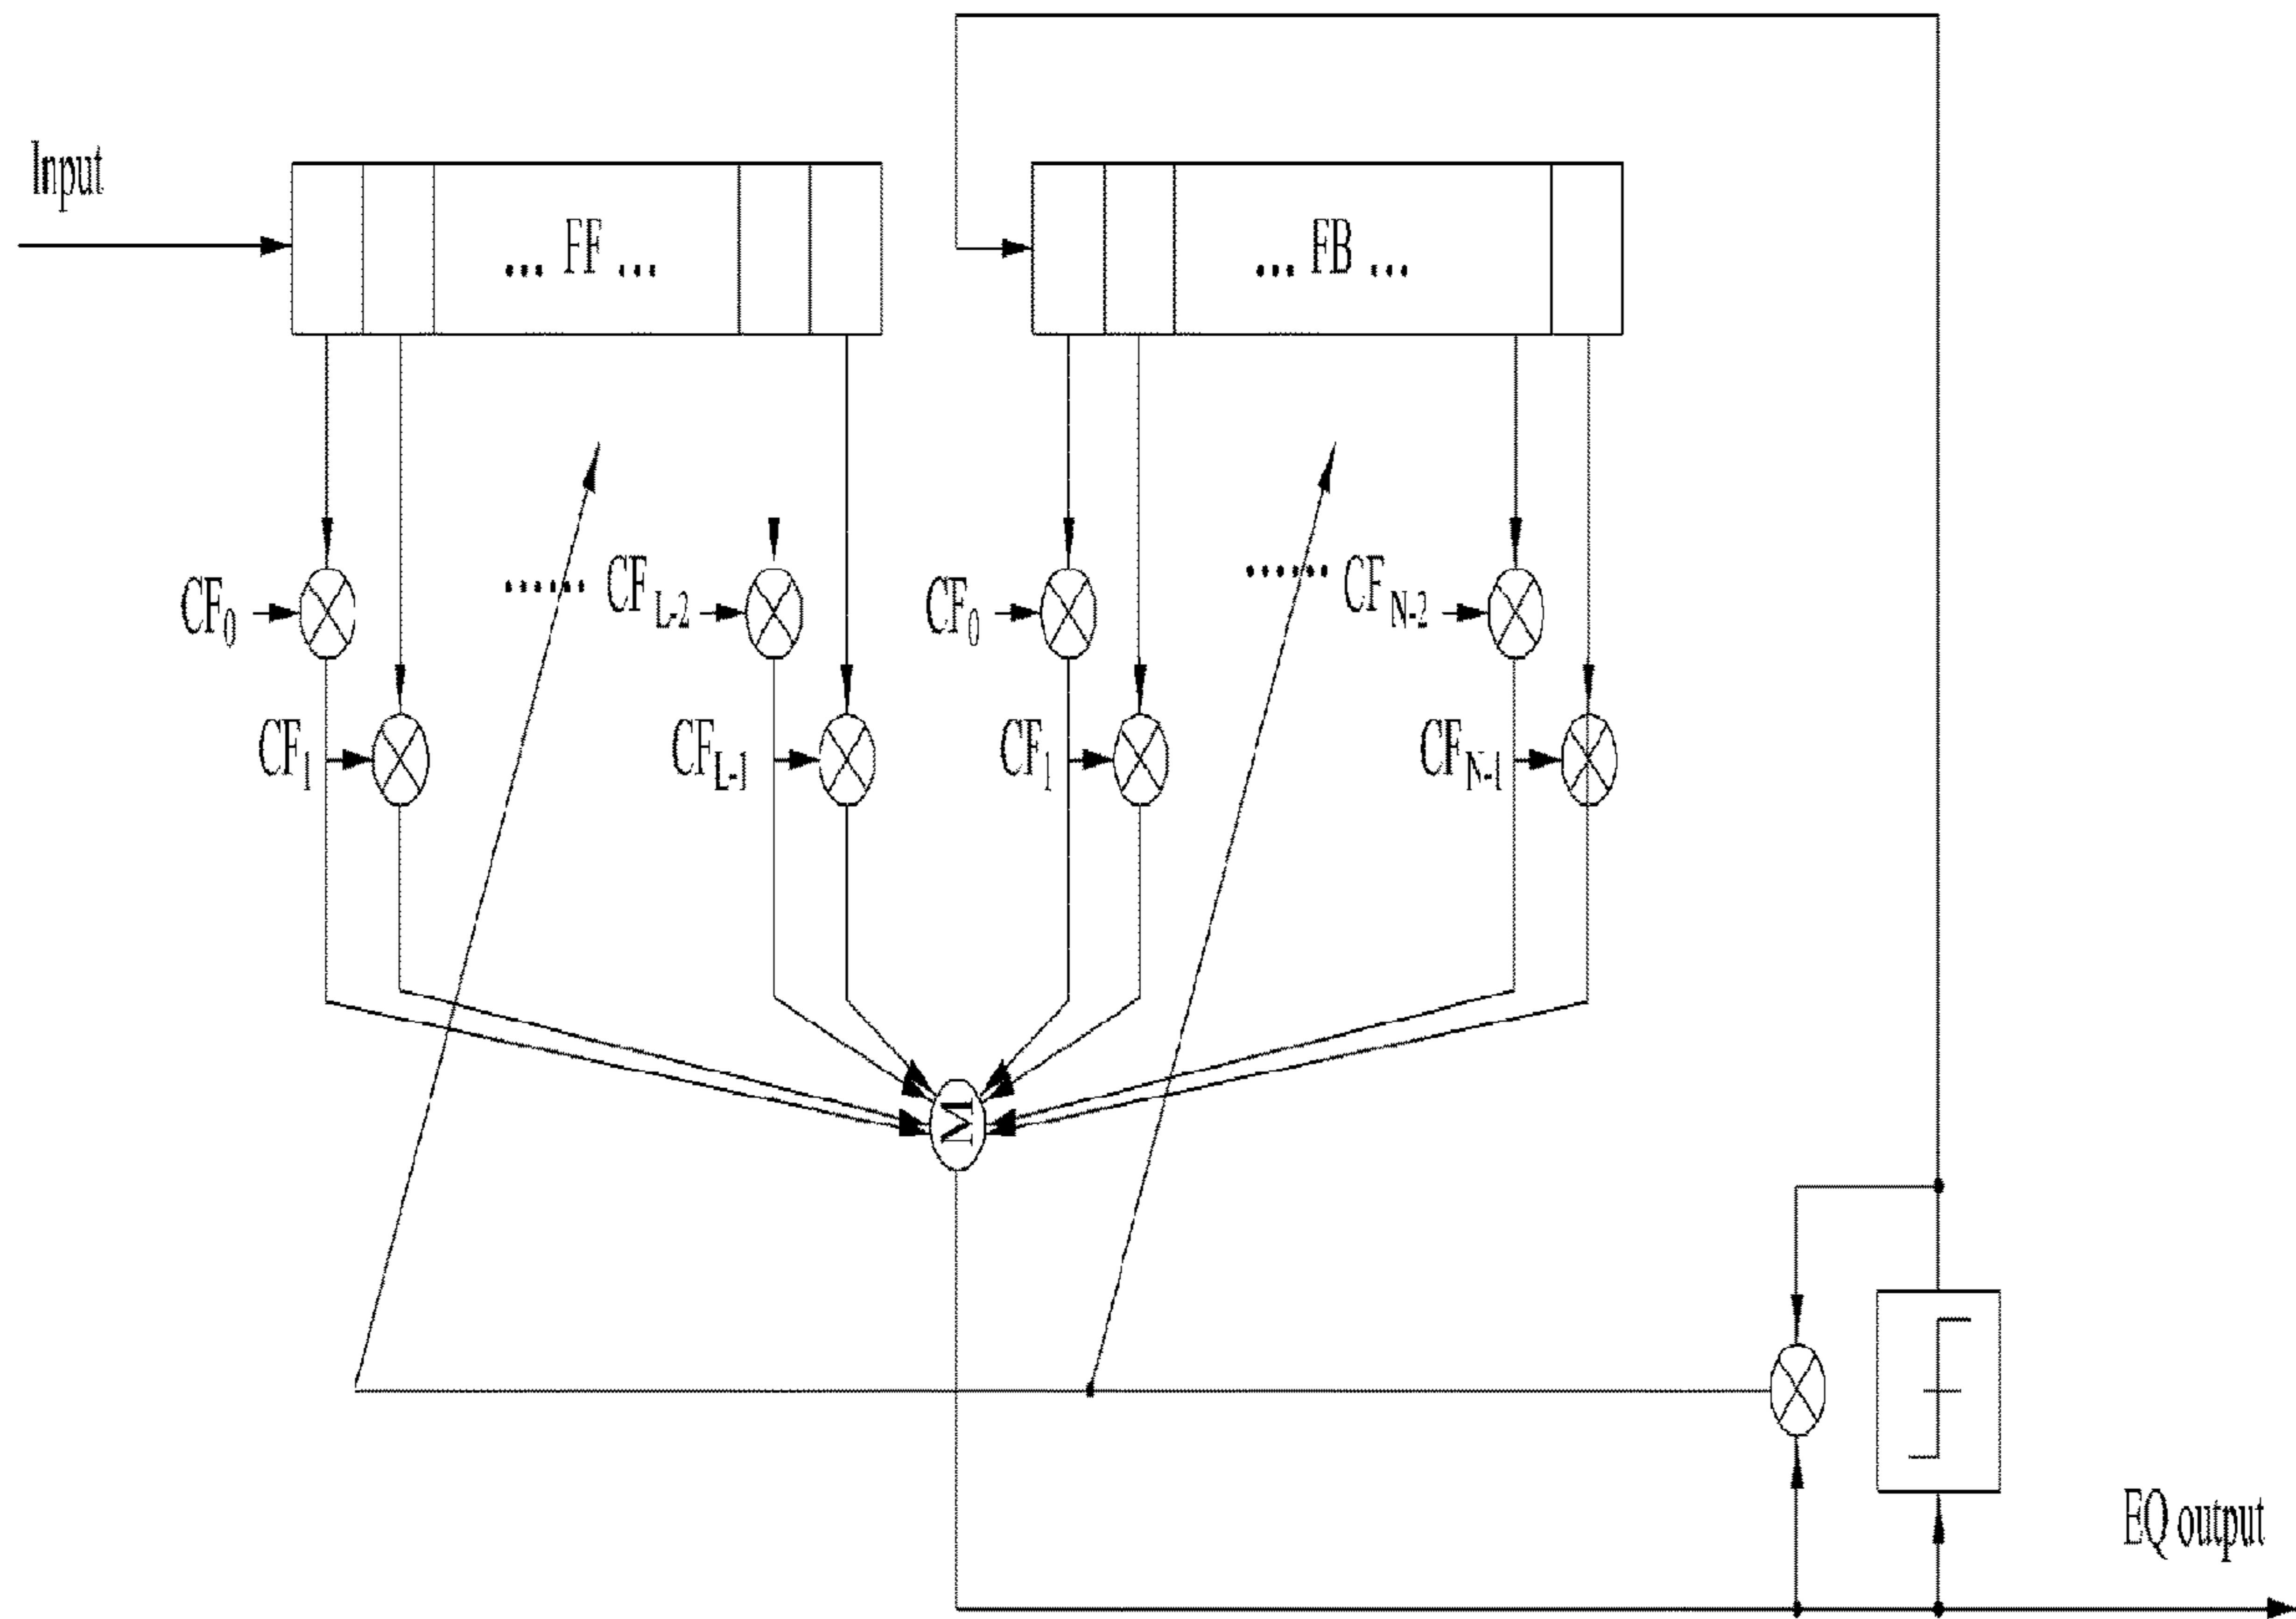 Input
... FF ...
... FB ...
CF0
...... CFL-2
CF0
...... CFN-2
CF1
CFL-1
CF1
CFN-1
Σ
EQ output